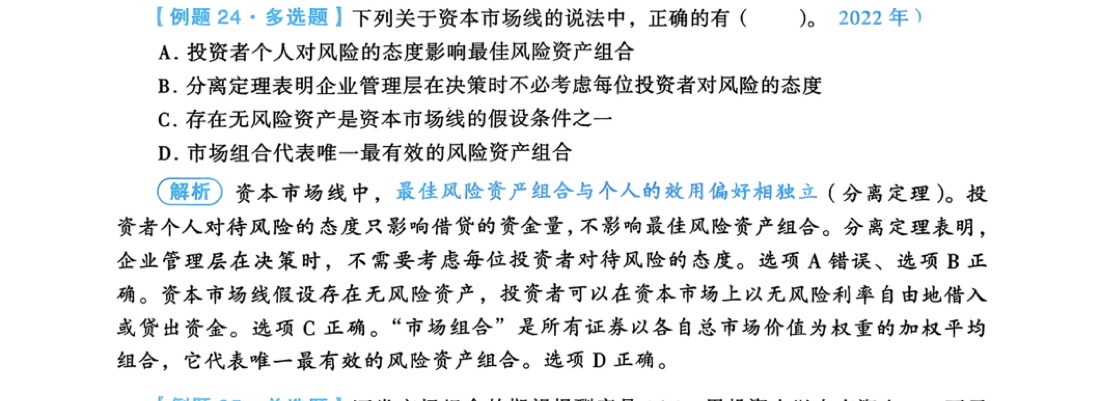 【例题 24·多选题】下列关于资本市场线的说法中，正确的有（　　）。 2022 年）
A. 投资者个人对风险的态度影响最佳风险资产组合
B. 分离定理表明企业管理层在决策时不必考虑每位投资者对风险的态度
C. 存在无风险资产是资本市场线的假设条件之一
D. 市场组合代表唯一最有效的风险资产组合
解析 资本市场线中，最佳风险资产组合与个人的效用偏好相独立（分离定理）。投
资者个人对待风险的态度只影响借贷的资金量，不影响最佳风险资产组合。分离定理表明，
企业管理层在决策时，不需要考虑每位投资者对待风险的态度。选项 A 错误、选项 B 正
确。资本市场线假设存在无风险资产，投资者可以在资本市场上以无风险利率自由地借入
或贷出资金。选项 C 正确。“市场组合”是所有证券以各自总市场价值为权重的加权平均
组合，它代表唯一最有效的风险资产组合。选项 D 正确。